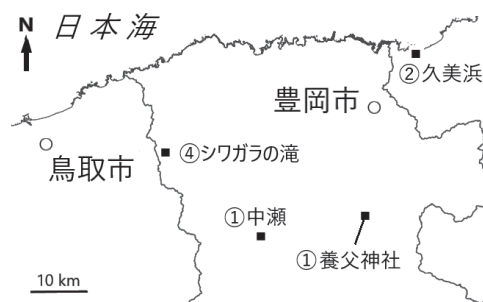 N
日本海
②久美浜
豊岡市
鳥取市
④シワガラの滝
①中瀬
①養父神社
10 km